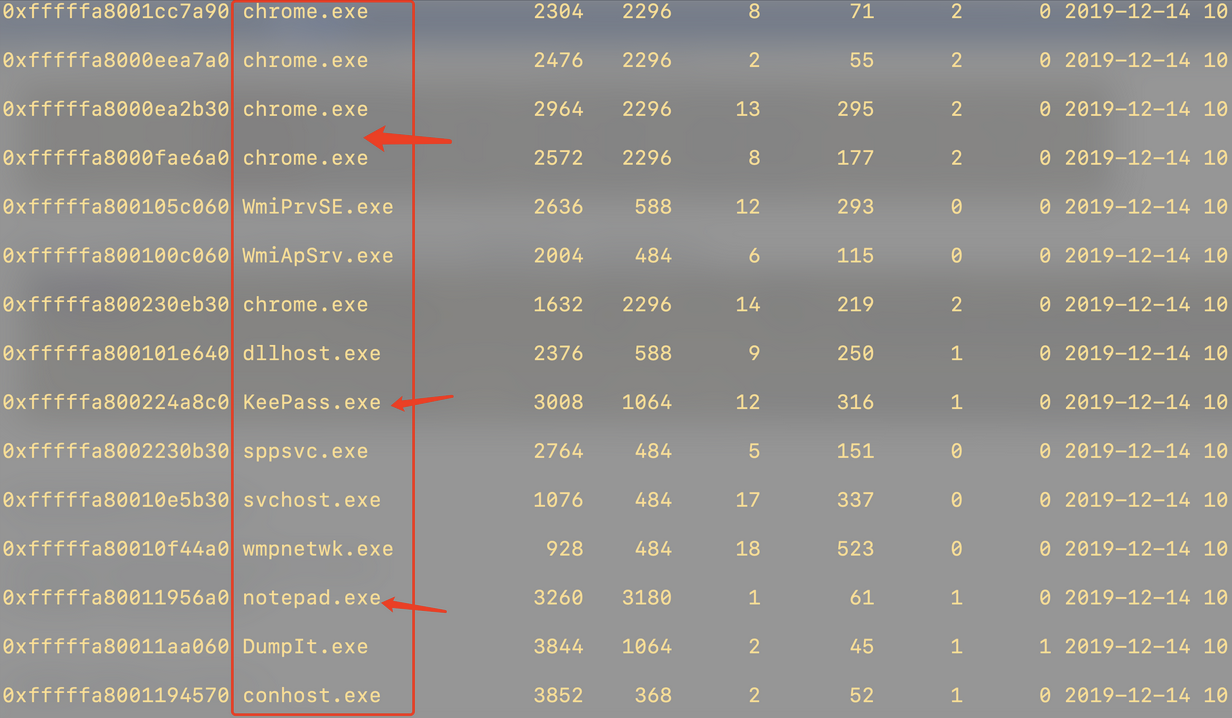 0xfffffa8001cc7a90 chrome.exe 2304 2296 8 71 2 0 2019-12-14 10
0xfffffa8000eea7a0 chrome.exe 2476 2296 2 55 2 0 2019-12-14 10
0xfffffa8000ea2b30 chrome.exe 2964 2296 13 295 2 0 2019-12-14 10
0xfffffa8000fae6a0 chrome.exe 2572 2296 8 177 2 0 2019-12-14 10
0xfffffa800105c060 WmiPrvSE.exe 2636 588 12 293 0 0 2019-12-14 10
0xfffffa800100c060 WmiApSrv.exe 2004 484 6 115 0 0 2019-12-14 10
0xfffffa800230eb30 chrome.exe 1632 2296 14 219 2 0 2019-12-14 10
0xfffffa800101e640 dllhost.exe 2376 588 9 250 1 0 2019-12-14 10
0xfffffa800224a8c0 KeePass.exe 3008 1064 12 316 1 0 2019-12-14 10
0xfffffa8002230b30 sppsvc.exe 2764 484 5 151 0 0 2019-12-14 10
0xfffffa80010e5b30 svchost.exe 1076 484 17 337 0 0 2019-12-14 10
0xfffffa80010f44a0 wmpnetwk.exe 928 484 18 523 0 0 2019-12-14 10
0xfffffa80011956a0 notepad.exe 3260 3180 1 61 1 0 2019-12-14 10
0xfffffa80011aa060 DumpIt.exe 3844 1064 2 45 1 1 2019-12-14 10
0xfffffa8001194570 conhost.exe 3852 368 2 52 1 0 2019-12-14 10